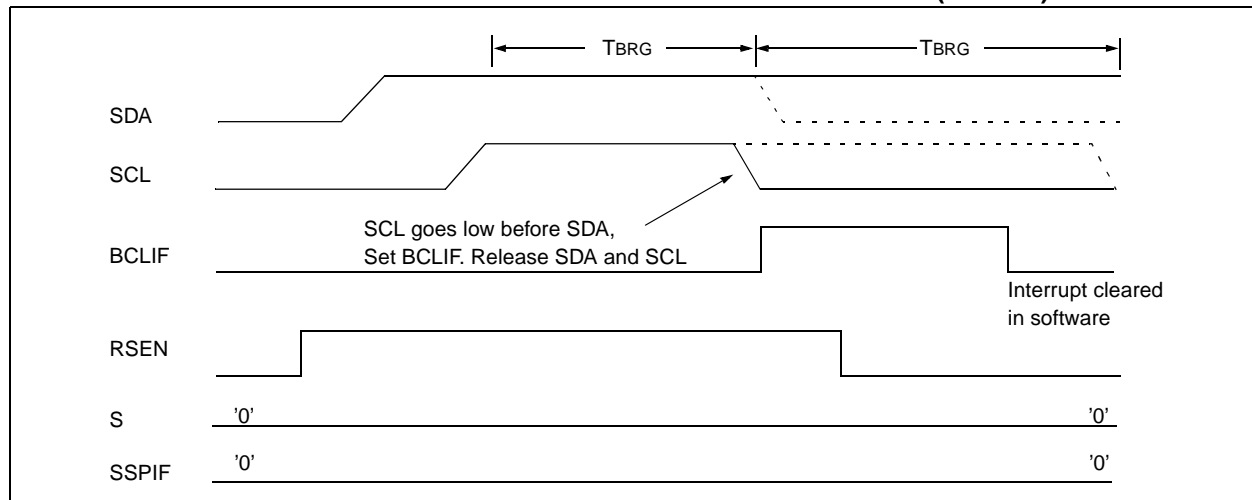 TBRG TBRG
SDA
SCL
SCL goes low before SDA,
Set BCLIF. Release SDA and SCL
BCLIF
Interrupt cleared
in software
RSEN
S '0' '0'
SSPIF '0' '0'